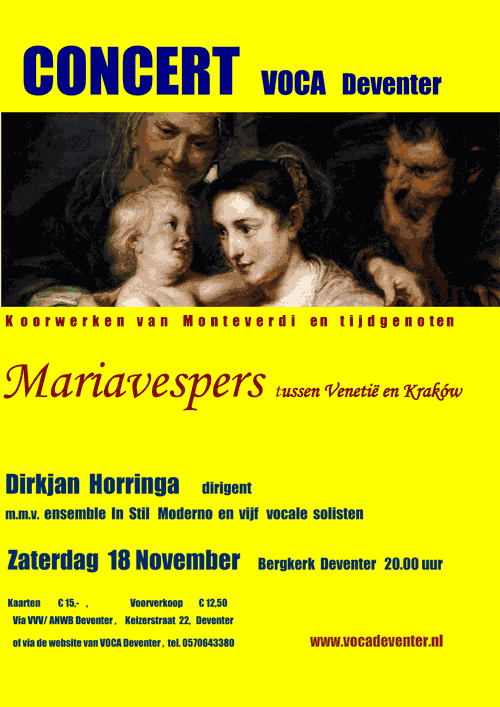 CONCERT VOCA Deventer
Koorwerken van Monteverdi en tijdgenoten
Mariavespers tussen Venetië en Kraków
Dirkjan Horringa dirigent
m.m.v. ensemble In Stil Moderno en vijf vocale solisten
Zaterdag 18 November Bergkerk Deventer 20.00 uur
Kaarten € 15,- , Voorverkoop € 12,50
Via VVV/ ANWB Deventer , Keizerstraat 22, Deventer
of via de website van VOCA Deventer , tel. 0570643380 www.vocadeventer.nl